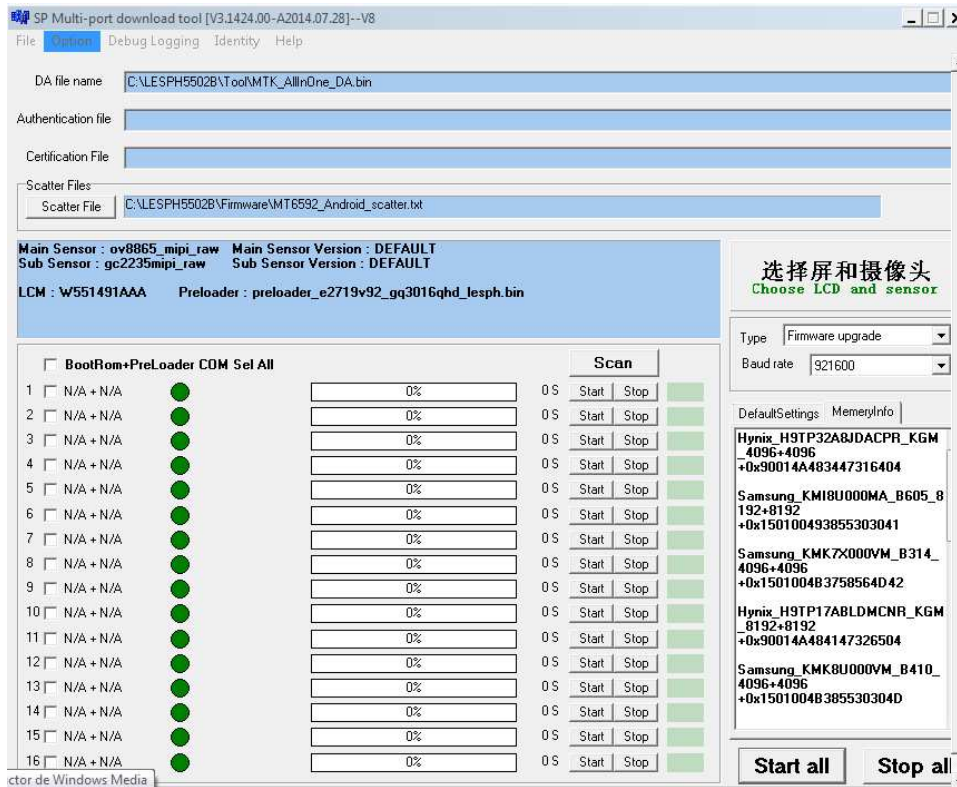 SP Multi-port download tool [V3.1424.00-A2014.07.28]--V8
File Option Debug Logging Identity Help
DA file name C:\LESPH5502B\Tool\MTK_AllInOne_DA.bin
Authentication file
Certification File
Scatter Files
Scatter File C:\LESPH5502B\Firmware\MT6592_Android_scatter.txt
Main Sensor : ov8865_mipi_raw Main Sensor Version : DEFAULT
Sub Sensor : gc2235mipi_raw Sub Sensor Version : DEFAULT
LCM : W551491AAA Preloader : preloader_e2719v92_gq3016qhd_lesph.bin
选择屏和摄像头
Choose LCD and sensor
Type Firmware upgrade
Baud rate 921600
BootRom+PreLoader COM Sel All Scan
1 N/A + N/A 0% 0 S Start Stop
2 N/A + N/A 0% 0 S Start Stop
3 N/A + N/A 0% 0 S Start Stop
4 N/A + N/A 0% 0 S Start Stop
5 N/A + N/A 0% 0 S Start Stop
6 N/A + N/A 0% 0 S Start Stop
7 N/A + N/A 0% 0 S Start Stop
8 N/A + N/A 0% 0 S Start Stop
9 N/A + N/A 0% 0 S Start Stop
10 N/A + N/A 0% 0 S Start Stop
11 N/A + N/A 0% 0 S Start Stop
12 N/A + N/A 0% 0 S Start Stop
13 N/A + N/A 0% 0 S Start Stop
14 N/A + N/A 0% 0 S Start Stop
15 N/A + N/A 0% 0 S Start Stop
16 N/A + N/A 0% 0 S Start Stop
DefaultSettings MemeryInfo
Hynix_H9TP32A8JDACPR_KGM
_4096+4096
+0x90014A483447316404
Samsung_KMI8U000MA_B605_8
192+8192
+0x150100493855303041
Samsung_KMK7X000VM_B314_
4096+4096
+0x1501004B3758564D42
Hynix_H9TP17ABLDMCNR_KGM
_8192+8192
+0x90014A484147326504
Samsung_KMK8U000VM_B410_
4096+4096
+0x1501004B385530304D
Start all Stop all
ctor de Windows Media